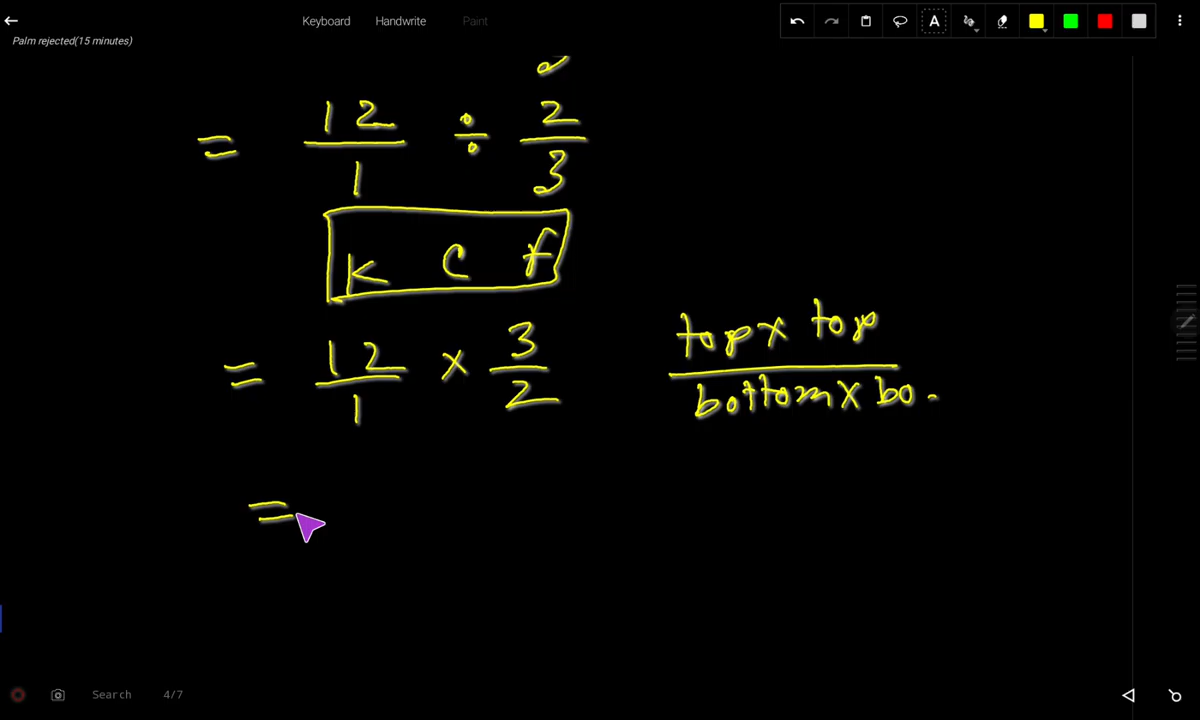 Keyboard Handwrite Paint A
Palm rejected(15 minutes)
= 12/1 ÷ 2/3
K C f
= 12/1 × 3/2
top x top
bottom x bo.
=
Search 4/7